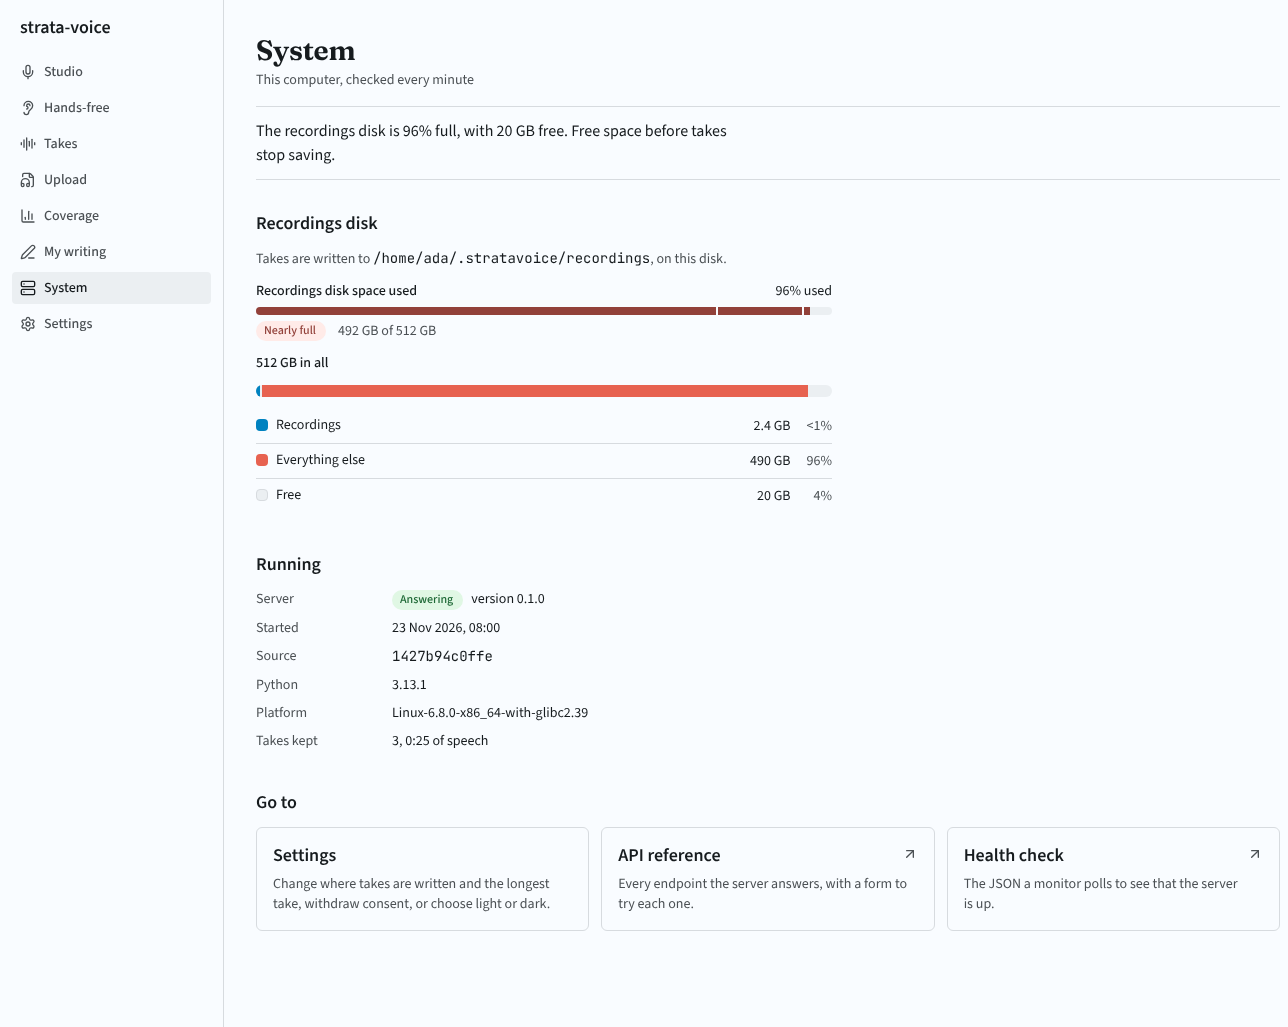 strata-voice
Studio
Hands-free
Takes
Upload
Coverage
My writing
System
Settings
System
This computer, checked every minute
The recordings disk is 96% full, with 20 GB free. Free space before takes
stop saving.
Recordings disk
Takes are written to /home/ada/.stratavoice/recordings, on this disk.
Recordings disk space used 96% used
Nearly full 492 GB of 512 GB
512 GB in all
Recordings 2.4 GB <1%
Everything else 490 GB 96%
Free 20 GB 4%
Running
Server Answering version 0.1.0
Started 23 Nov 2026, 08:00
Source 1427b94c0ffe
Python 3.13.1
Platform Linux-6.8.0-x86_64-with-glibc2.39
Takes kept 3, 0:25 of speech
Go to
Settings
Change where takes are written and the longest
take, withdraw consent, or choose light or dark.
API reference
Every endpoint the server answers, with a form to
try each one.
Health check
The JSON a monitor polls to see that the server
is up.